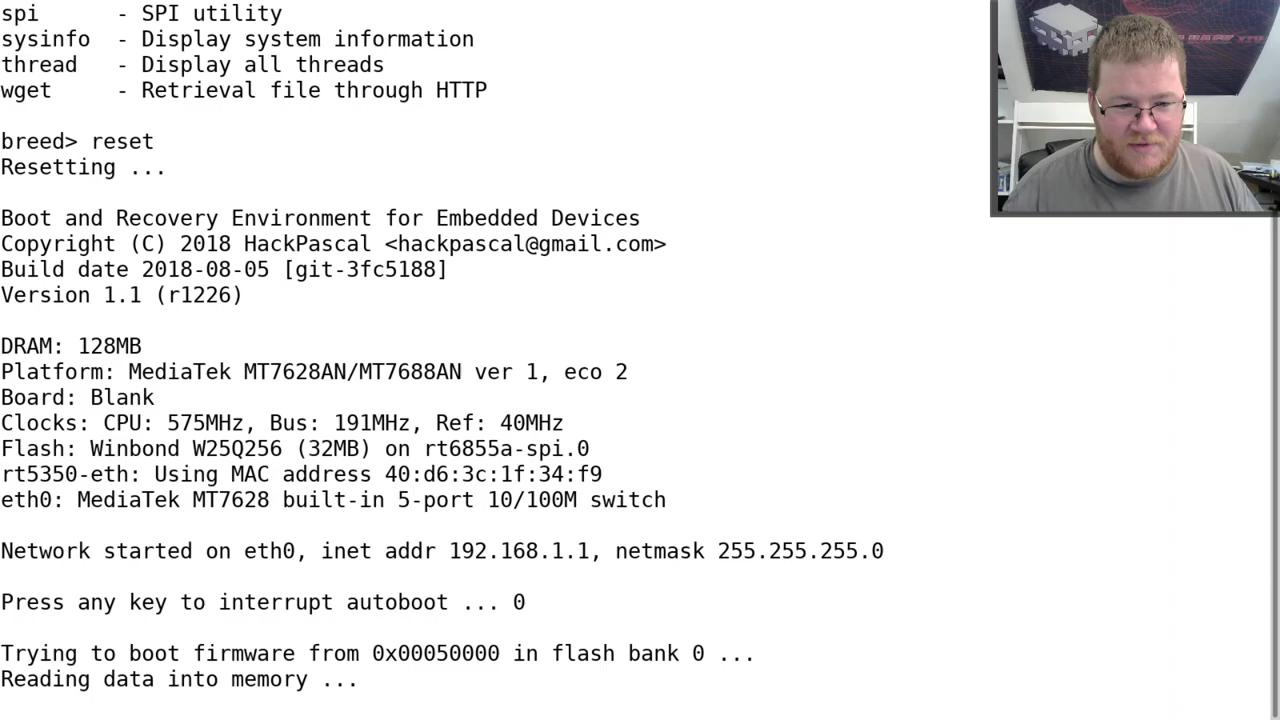 spi      - SPI utility
sysinfo  - Display system information
thread   - Display all threads
wget     - Retrieval file through HTTP
breed> reset
Resetting ...
Boot and Recovery Environment for Embedded Devices
Copyright (C) 2018 HackPascal <hackpascal@gmail.com>
Build date 2018-08-05 [git-3fc5188]
Version 1.1 (r1226)
DRAM: 128MB
Platform: MediaTek MT7628AN/MT7688AN ver 1, eco 2
Board: Blank
Clocks: CPU: 575MHz, Bus: 191MHz, Ref: 40MHz
Flash: Winbond W25Q256 (32MB) on rt6855a-spi.0
rt5350-eth: Using MAC address 40:d6:3c:1f:34:f9
eth0: MediaTek MT7628 built-in 5-port 10/100M switch
Network started on eth0, inet addr 192.168.1.1, netmask 255.255.255.0
Press any key to interrupt autoboot ... 0
Trying to boot firmware from 0x00050000 in flash bank 0 ...
Reading data into memory ...